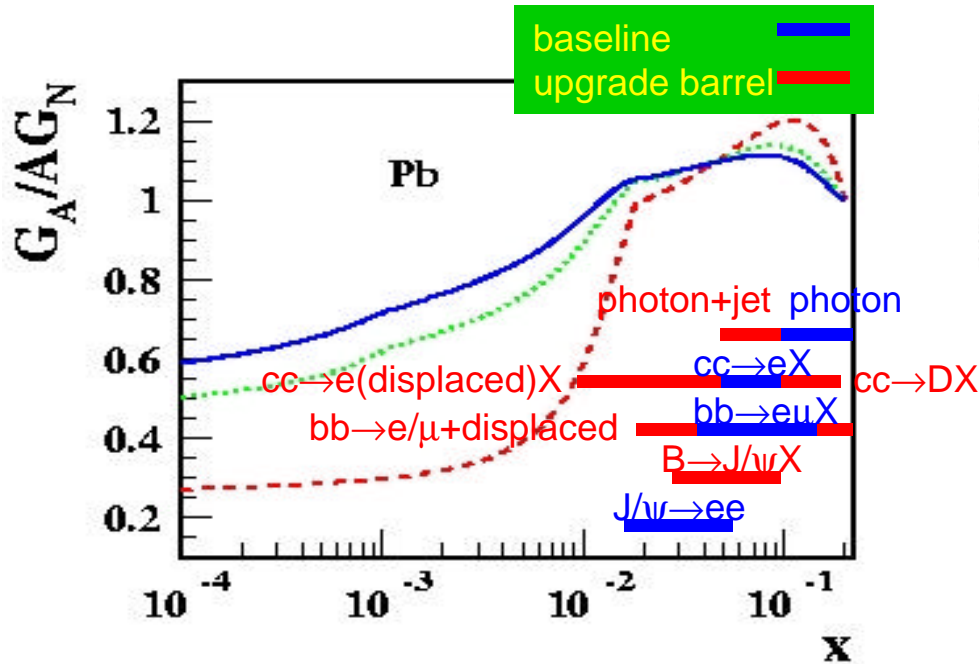 baseline
upgrade barrel
G_A/AG_N
1.2
1
0.8
0.6
0.4
0.2
Pb
photon+jet photon
cc→eX
cc→e(displaced)X cc→DX
bb→eμX
bb→e/μ+displaced
B→J/ψX
J/ψ→ee
10^-4 10^-3 10^-2 10^-1
x